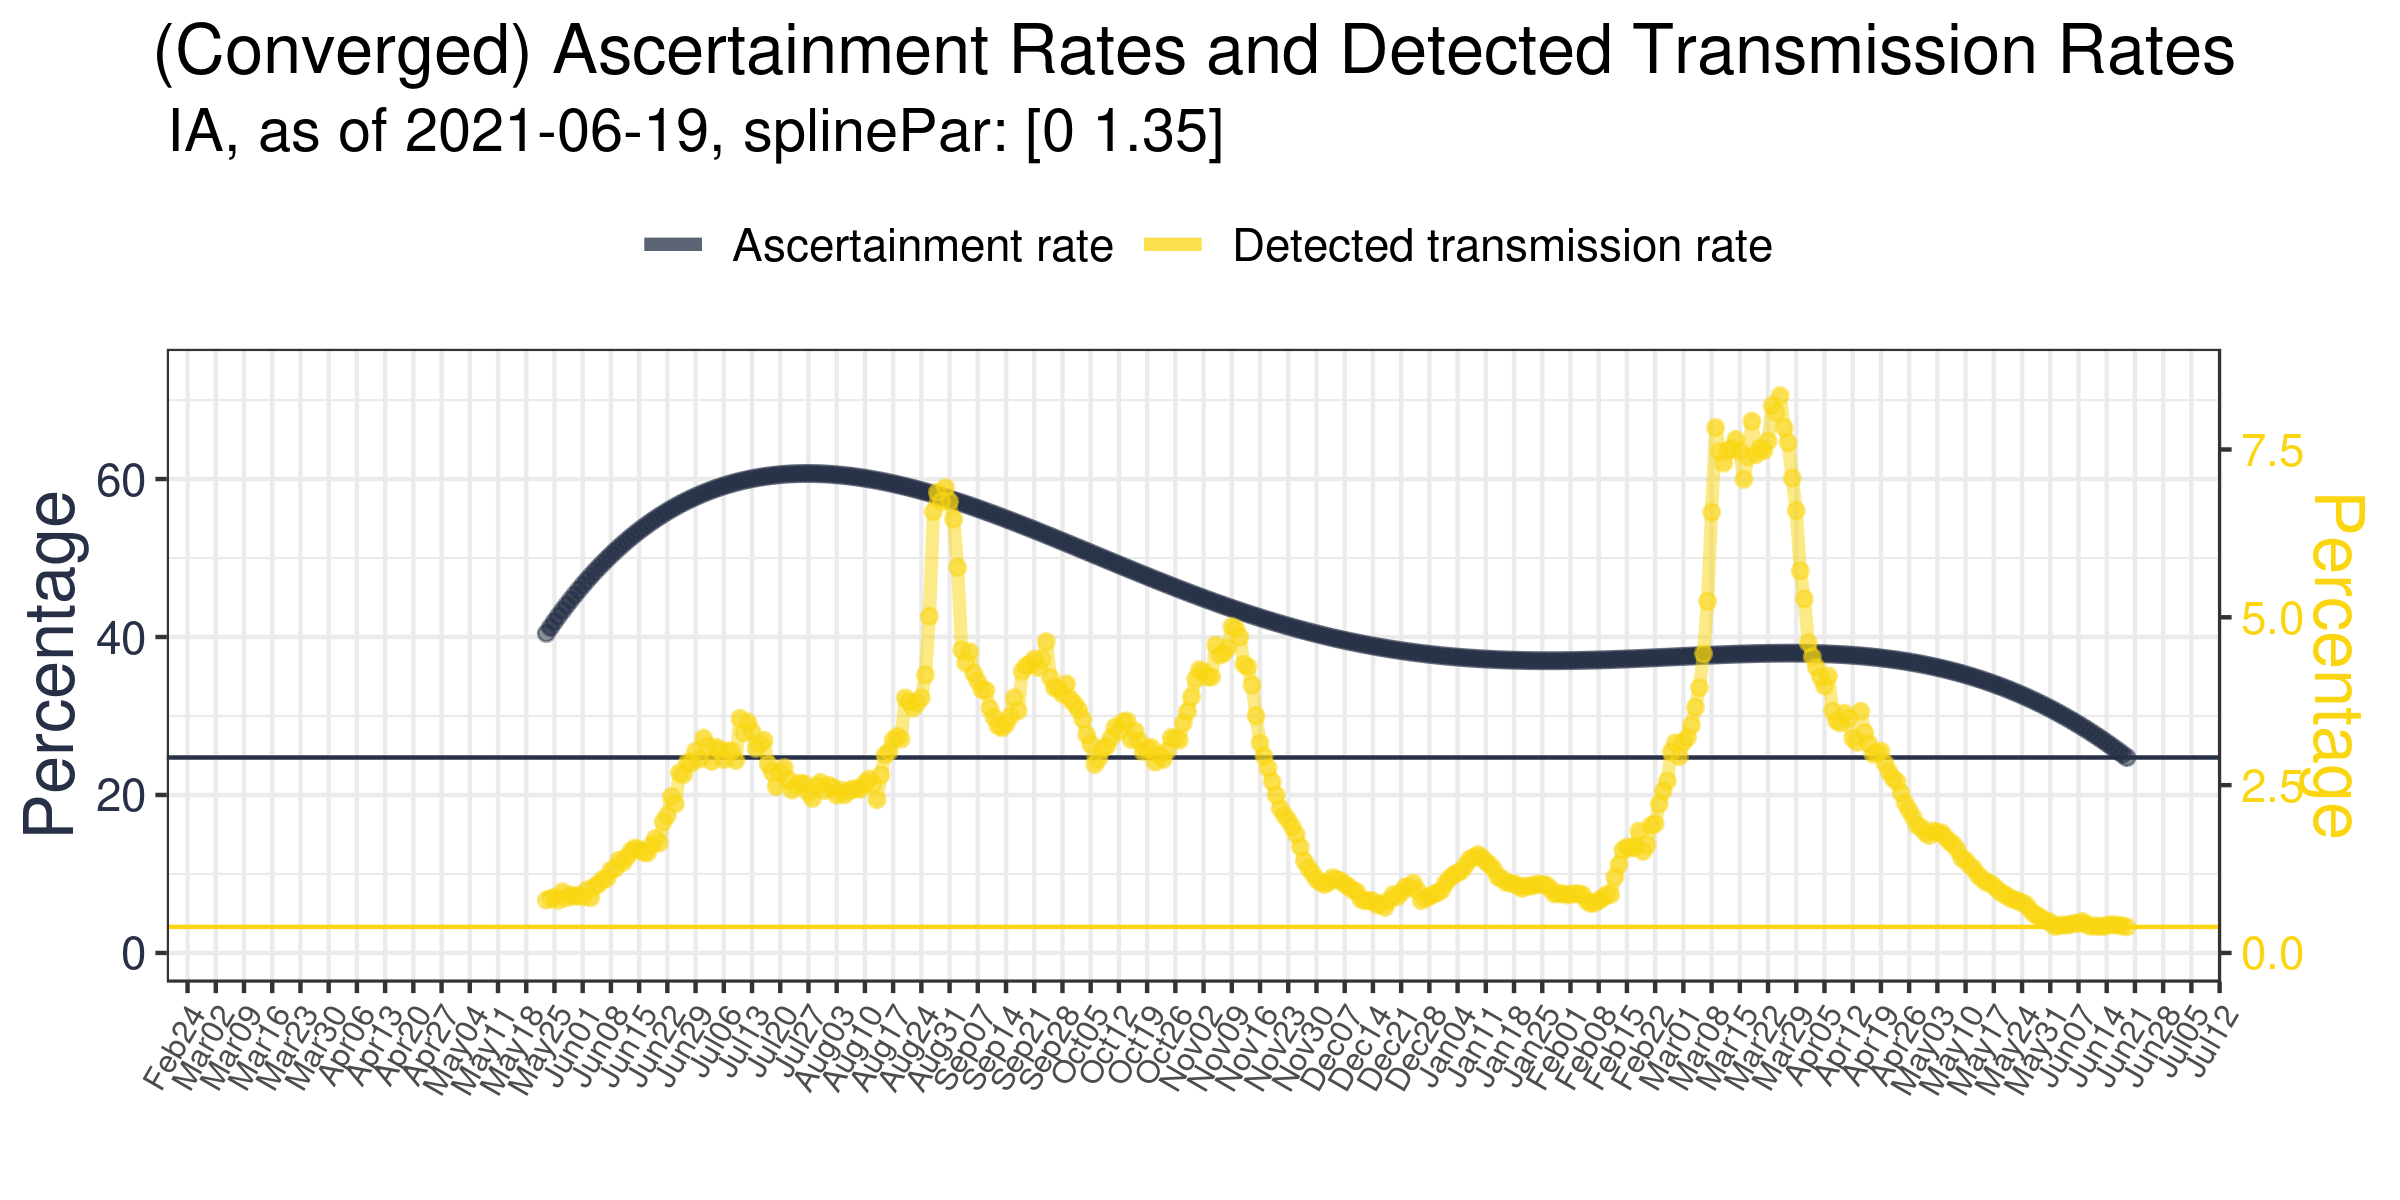 (Converged) Ascertainment Rates and Detected Transmission Rates
IA, as of 2021-06-19, splinePar: [0 1.35]
Ascertainment rate
Detected transmission rate
Percentage
60
40
20
0
7.5
5.0
2.5
0.0
Percentage
Feb24
Mar02
Mar09
Mar16
Mar23
Mar30
Apr06
Apr13
Apr20
Apr27
May04
May11
May18
May25
Jun01
Jun08
Jun15
Jun22
Jun29
Jul06
Jul13
Jul20
Jul27
Aug03
Aug10
Aug17
Aug24
Aug31
Sep07
Sep14
Sep21
Sep28
Oct05
Oct12
Oct19
Oct26
Nov02
Nov09
Nov16
Nov23
Nov30
Dec07
Dec14
Dec21
Dec28
Jan04
Jan11
Jan18
Jan25
Feb01
Feb08
Feb15
Feb22
Mar01
Mar08
Mar15
Mar22
Mar29
Apr05
Apr12
Apr19
Apr26
May03
May10
May17
May24
May31
Jun07
Jun14
Jun21
Jun28
Jul05
Jul12